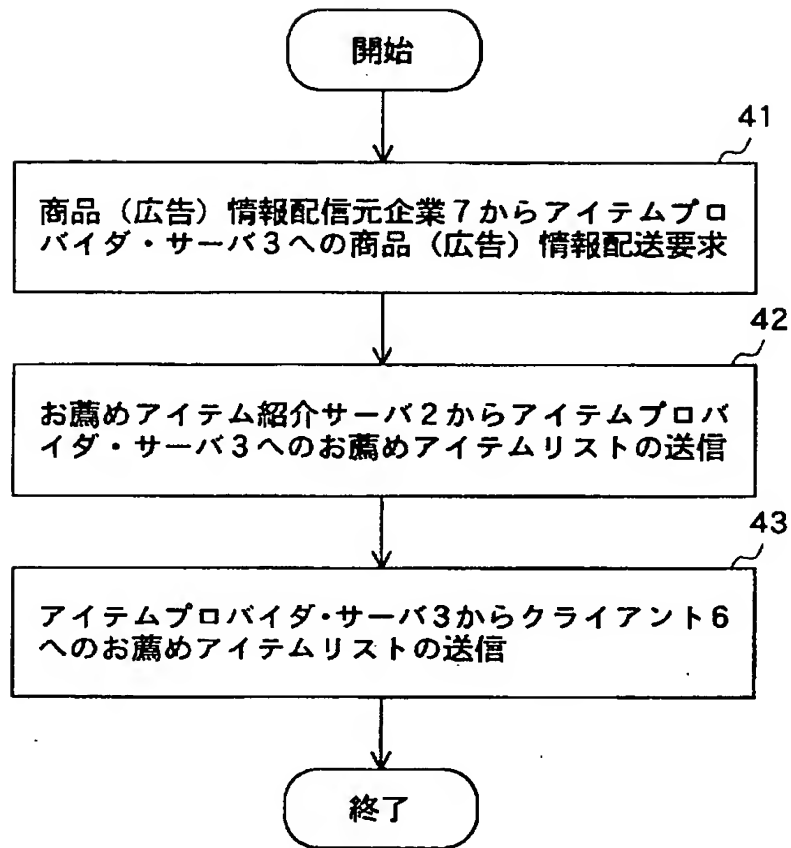 開始
41
商品（広告）情報配信元企業７からアイテムプロ
バイダ・サーバ３への商品（広告）情報配送要求
42
お薦めアイテム紹介サーバ２からアイテムプロバ
イダ・サーバ３へのお薦めアイテムリストの送信
43
アイテムプロバイダ・サーバ３からクライアント６
へのお薦めアイテムリストの送信
終了